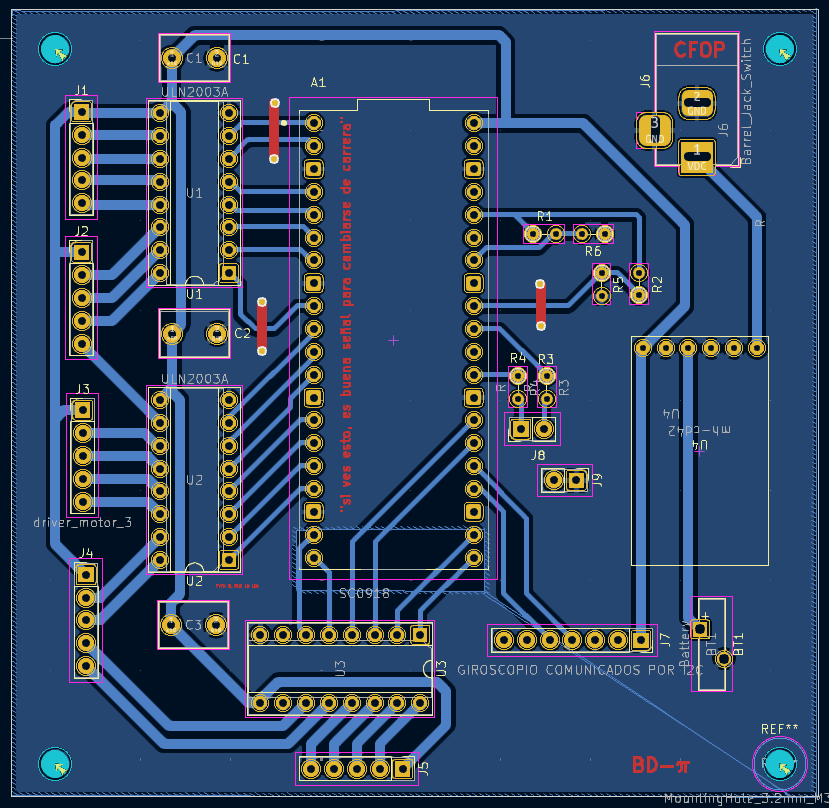 C1
C1
CFOP
J6
J6
Barrel_Jack_Switch
2
GND
3
GND
1
VDC
A1
J1
ULN2003A
U1
U1
"si ves esto, es buena señal para cambiarse de carrera"
R1
R6
R5
R2
R
J2
C2
ULN2003A
R4
R3
R
R4
R3
U4
mh-cd42
U4
J3
driver_motor_3
U2
U2
J8
J9
J4
SC0918
C3
U3
U3
J7
GIROSCOPIO COMUNICADOS POR I2C
Battery
BT1
+
BT1
J5
BD-π
REF**
MountingHole_3.2mm_M3